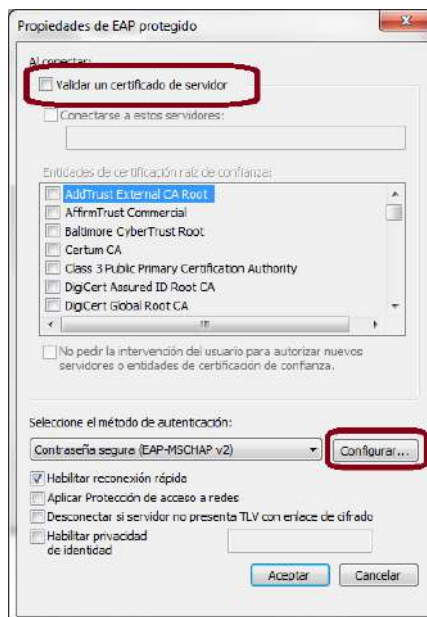 Propiedades de EAP protegido
Al conectar:
Validar un certificado de servidor
Conectarse a estos servidores:
Entidades de certificación raíz de confianza:
AddTrust External CA Root
AffirmTrust Commercial
Baltimore CyberTrust Root
Certum CA
Class 3 Public Primary Certification Authority
DigiCert Assured ID Root CA
DigiCert Global Root CA
No pedir la intervención del usuario para autorizar nuevos
servidores o entidades de certificación de confianza.
Seleccione el método de autenticación:
Contraseña segura (EAP-MSCHAP v2) Configurar...
Habilitar reconexión rápida
Aplicar Protección de acceso a redes
Desconectar si servidor no presenta TLV con enlace de cifrado
Habilitar privacidad
de identidad
Aceptar Cancelar